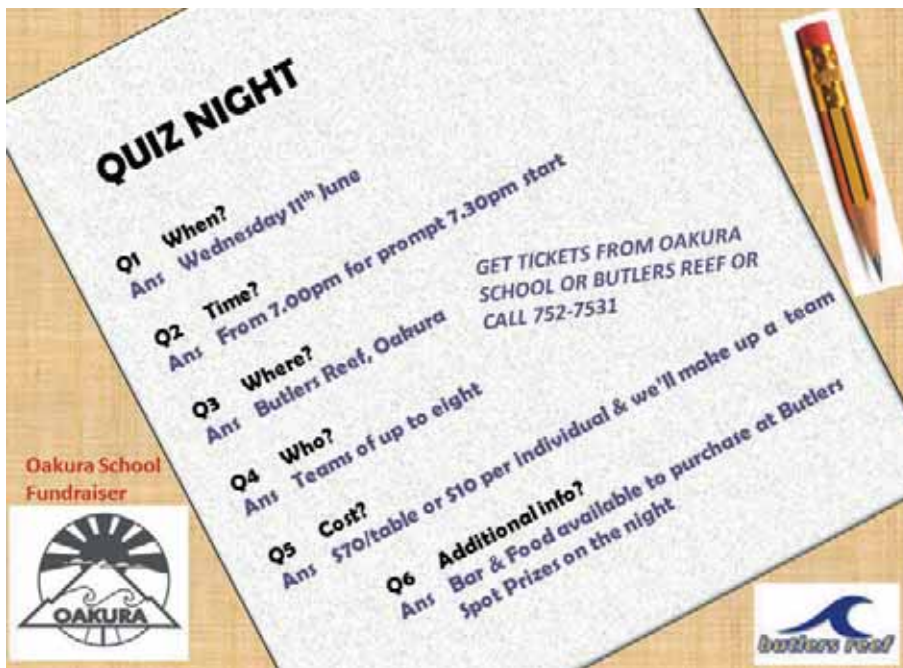 QUIZ NIGHT
Q1 When?
Ans Wednesday 11th June
Q2 Time?
Ans From 7.00pm for prompt 7.30pm start
Q3 Where?
Ans Butlers Reef, Oakura
Q4 Who?
Ans Teams of up to eight
Q5 Cost?
Ans $70/table or $10 per individual & we'll make up a team
Q6 Additional info?
Ans Bar & Food available to purchase at Butlers
Spot Prizes on the night
GET TICKETS FROM OAKURA
SCHOOL OR BUTLERS REEF OR
CALL 752-7531
Oakura School
Fundraiser
OAKURA
butlers reef